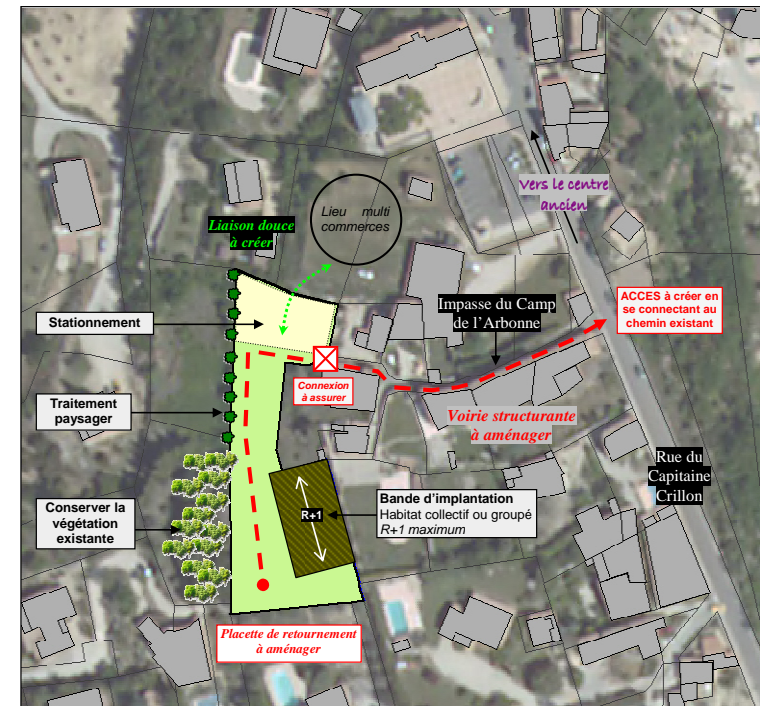 Vers le centre
ancien
Lieu multi
commerces
Liaison douce
à créer
ACCES à créer en
se connectant au
chemin existant
Impasse du Camp
de l'Arbonne
Stationnement
Connexion
à assurer
Traitement
paysager
Voirie structurante
à aménager
Rue du
Capitaine
Crillon
Conserver la
végétation
existante
R+1
Bande d'implantation
Habitat collectif ou groupé
R+1 maximum
Placette de retournement
à aménager